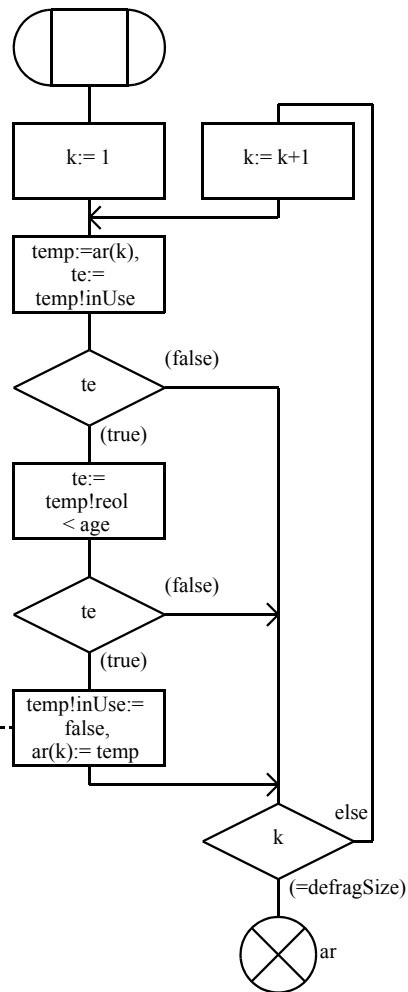 k:= 1
k:= k+1
temp:=ar(k),
te:=
temp!inUse
te
(false)
(true)
te:=
temp!reol
< age
te
(false)
(true)
temp!inUse:=
false,
ar(k):= temp
else
k
(=defragSize)
ar